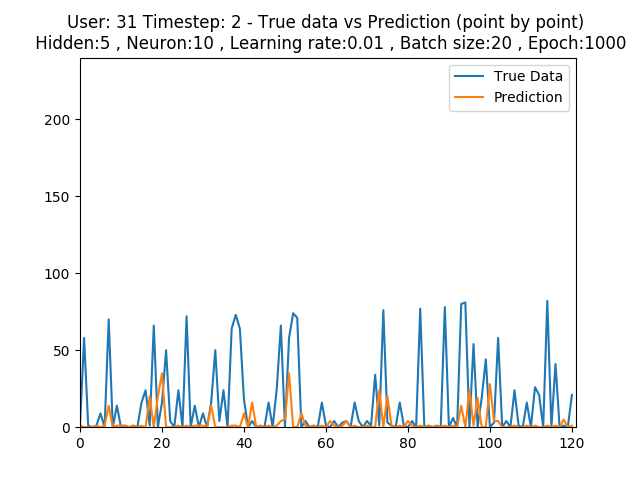 User: 31 Timestep: 2 - True data vs Prediction (point by point)
Hidden:5 , Neuron:10 , Learning rate:0.01 , Batch size:20 , Epoch:1000
True Data
Prediction
200
150
100
50
0
0 20 40 60 80 100 120